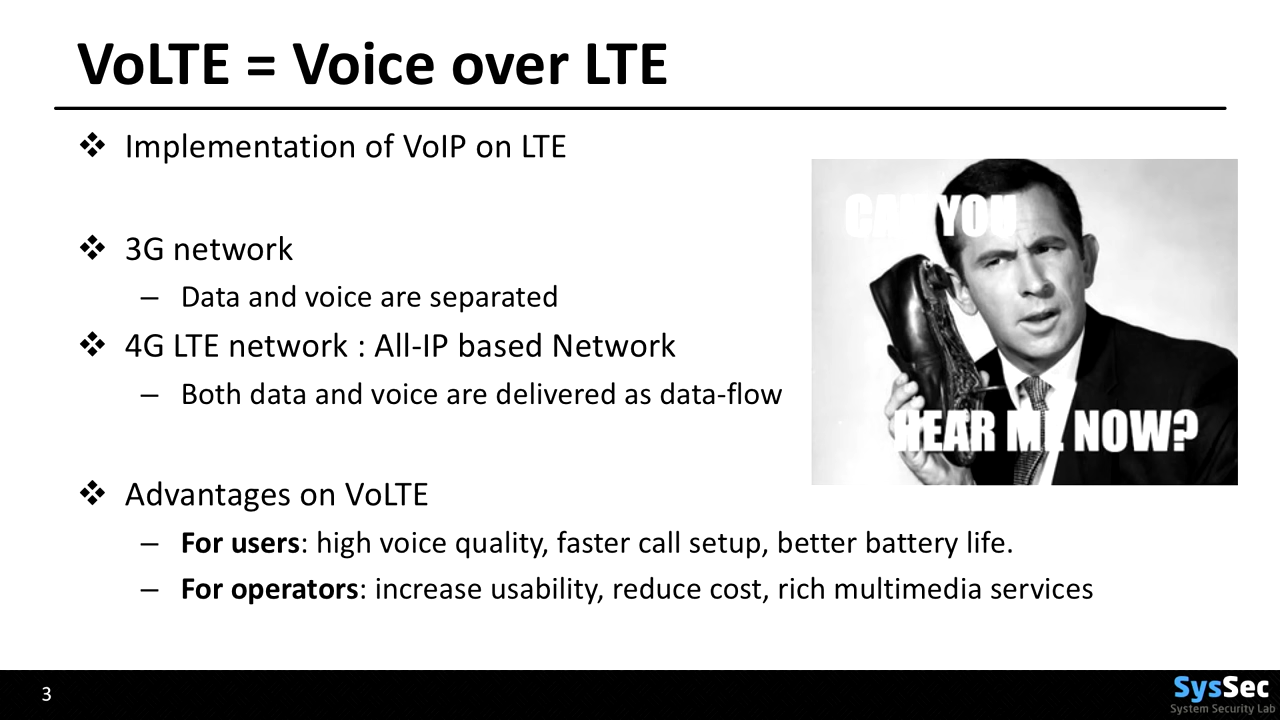 VoLTE = Voice over LTE
❖ Implementation of VoIP on LTE
❖ 3G network
– Data and voice are separated
❖ 4G LTE network : All-IP based Network
– Both data and voice are delivered as data-flow
CAN YOU
HEAR ME NOW?
❖ Advantages on VoLTE
– For users: high voice quality, faster call setup, better battery life.
– For operators: increase usability, reduce cost, rich multimedia services
3
SysSec
System Security Lab